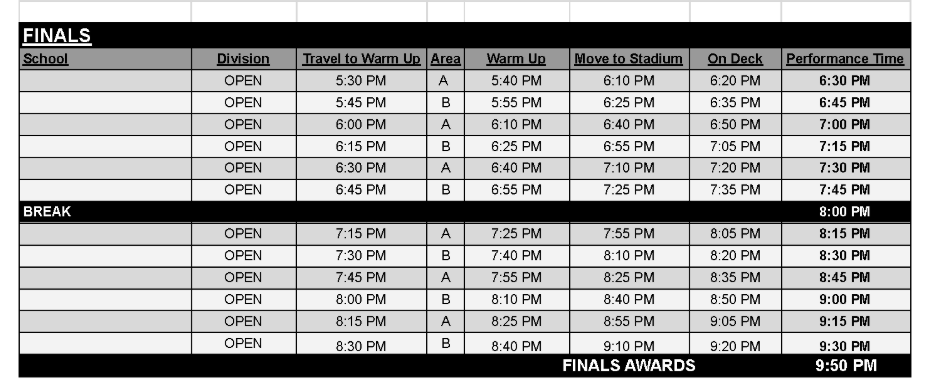 FINALS
School Division Travel to Warm Up Area Warm Up Move to Stadium On Deck Performance Time
OPEN 5:30 PM A 5:40 PM 6:10 PM 6:20 PM 6:30 PM
OPEN 5:45 PM B 5:55 PM 6:25 PM 6:35 PM 6:45 PM
OPEN 6:00 PM A 6:10 PM 6:40 PM 6:50 PM 7:00 PM
OPEN 6:15 PM B 6:25 PM 6:55 PM 7:05 PM 7:15 PM
OPEN 6:30 PM A 6:40 PM 7:10 PM 7:20 PM 7:30 PM
OPEN 6:45 PM B 6:55 PM 7:25 PM 7:35 PM 7:45 PM
BREAK 8:00 PM
OPEN 7:15 PM A 7:25 PM 7:55 PM 8:05 PM 8:15 PM
OPEN 7:30 PM B 7:40 PM 8:10 PM 8:20 PM 8:30 PM
OPEN 7:45 PM A 7:55 PM 8:25 PM 8:35 PM 8:45 PM
OPEN 8:00 PM B 8:10 PM 8:40 PM 8:50 PM 9:00 PM
OPEN 8:15 PM A 8:25 PM 8:55 PM 9:05 PM 9:15 PM
OPEN 8:30 PM B 8:40 PM 9:10 PM 9:20 PM 9:30 PM
FINALS AWARDS 9:50 PM